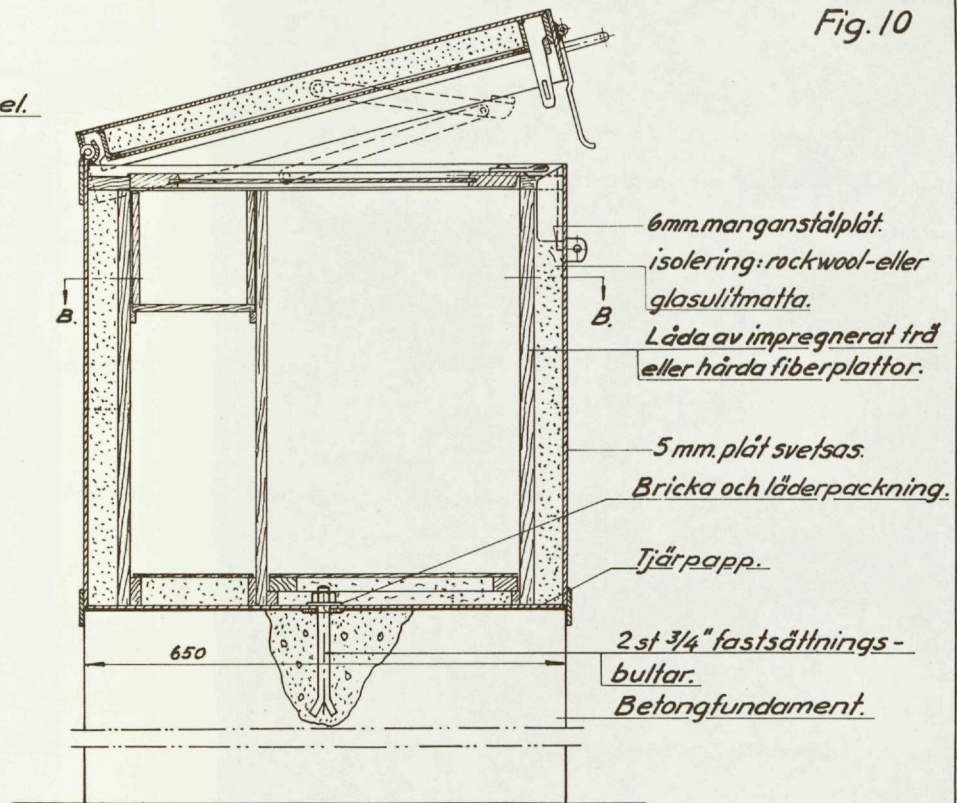 Fig. 10
el.
6mm. manganstålplåt.
isolering: rockwool- eller
glasulitmatta.
B.
B.
Låda av impregnerat trä
eller hårda fiberplattor.
5 mm. plåt svetsas.
Bricka och läderpackning.
Tjärpapp.
650
2 st 3/4" fastsättnings-
bultar.
Betongfundament.